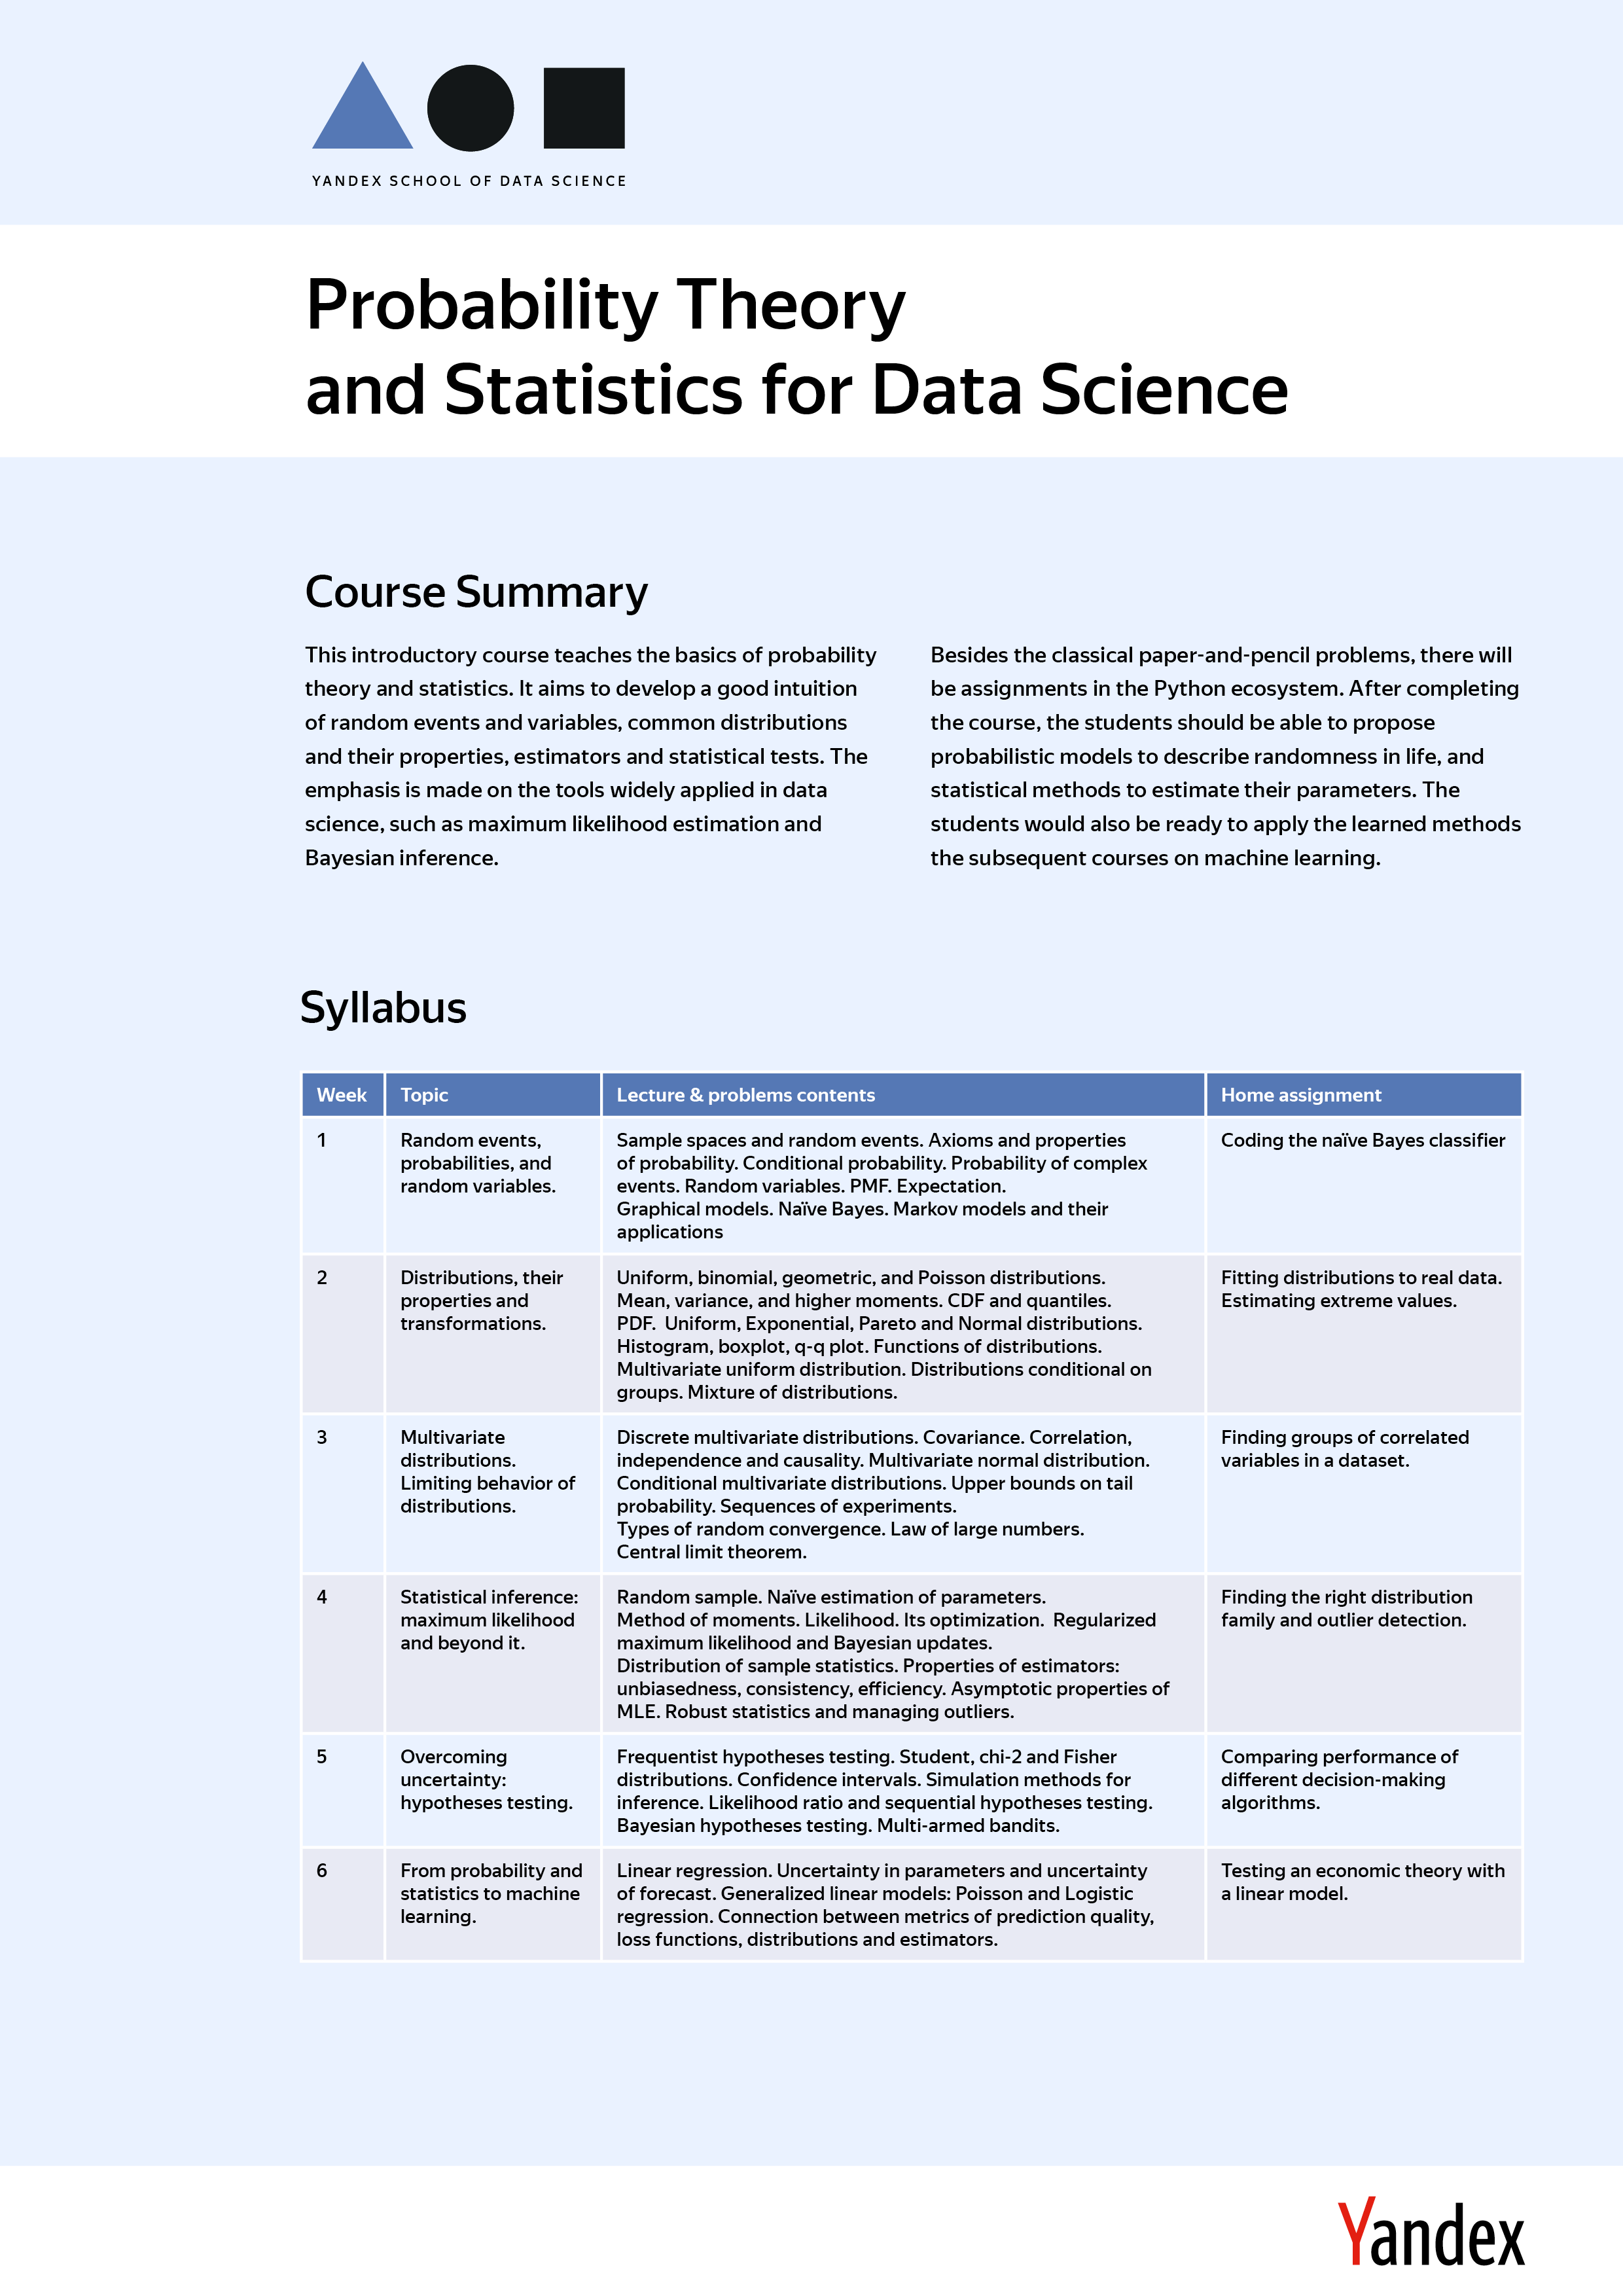 YANDEX SCHOOL OF DATA SCIENCE
Probability Theory
and Statistics for Data Science
Course Summary
This introductory course teaches the basics of probability
theory and statistics. It aims to develop a good intuition
of random events and variables, common distributions
and their properties, estimators and statistical tests. The
emphasis is made on the tools widely applied in data
science, such as maximum likelihood estimation and
Bayesian inference.
Besides the classical paper-and-pencil problems, there will
be assignments in the Python ecosystem. After completing
the course, the students should be able to propose
probabilistic models to describe randomness in life, and
statistical methods to estimate their parameters. The
students would also be ready to apply the learned methods
the subsequent courses on machine learning.
Syllabus
Week
Topic
Lecture & problems contents
Home assignment
1
Random events,
probabilities, and
random variables.
Sample spaces and random events. Axioms and properties
of probability. Conditional probability. Probability of complex
events. Random variables. PMF. Expectation.
Graphical models. Naïve Bayes. Markov models and their
applications
Coding the naïve Bayes classifier
2
Distributions, their
properties and
transformations.
Uniform, binomial, geometric, and Poisson distributions.
Mean, variance, and higher moments. CDF and quantiles.
PDF.  Uniform, Exponential, Pareto and Normal distributions.
Histogram, boxplot, q-q plot. Functions of distributions.
Multivariate uniform distribution. Distributions conditional on
groups. Mixture of distributions.
Fitting distributions to real data.
Estimating extreme values.
3
Multivariate
distributions.
Limiting behavior of
distributions.
Discrete multivariate distributions. Covariance. Correlation,
independence and causality. Multivariate normal distribution.
Conditional multivariate distributions. Upper bounds on tail
probability. Sequences of experiments.
Types of random convergence. Law of large numbers.
Central limit theorem.
Finding groups of correlated
variables in a dataset.
4
Statistical inference:
maximum likelihood
and beyond it.
Random sample. Naïve estimation of parameters.
Method of moments. Likelihood. Its optimization.  Regularized
maximum likelihood and Bayesian updates.
Distribution of sample statistics. Properties of estimators:
unbiasedness, consistency, efficiency. Asymptotic properties of
MLE. Robust statistics and managing outliers.
Finding the right distribution
family and outlier detection.
5
Overcoming
uncertainty:
hypotheses testing.
Frequentist hypotheses testing. Student, chi-2 and Fisher
distributions. Confidence intervals. Simulation methods for
inference. Likelihood ratio and sequential hypotheses testing.
Bayesian hypotheses testing. Multi-armed bandits.
Comparing performance of
different decision-making
algorithms.
6
From probability and
statistics to machine
learning.
Linear regression. Uncertainty in parameters and uncertainty
of forecast. Generalized linear models: Poisson and Logistic
regression. Connection between metrics of prediction quality,
loss functions, distributions and estimators.
Testing an economic theory with
a linear model.
Yandex